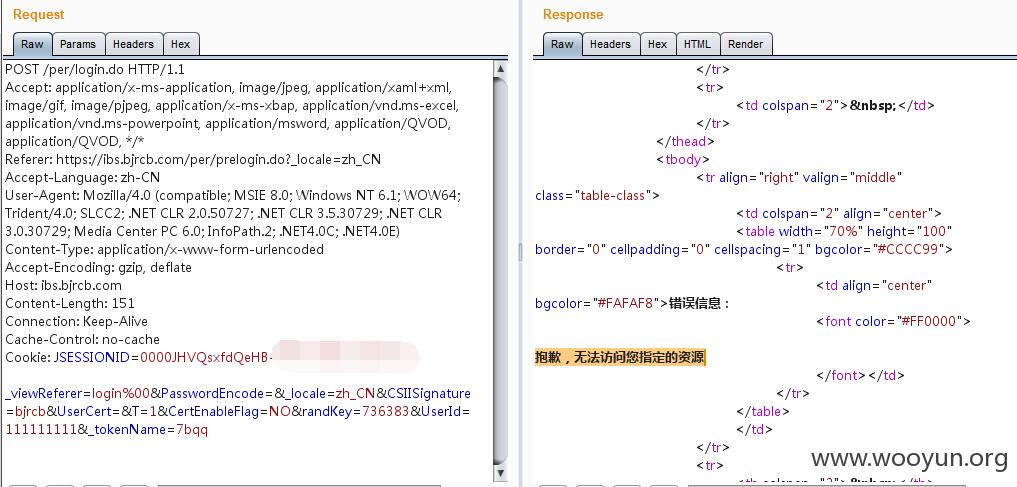 Request
Raw
Params
Headers
Hex
POST /per/login.do HTTP/1.1
Accept: application/x-ms-application, image/jpeg, application/xaml+xml,
image/gif, image/pjpeg, application/x-ms-xbap, application/vnd.ms-excel,
application/vnd.ms-powerpoint, application/msword, application/QVOD,
application/QVOD, */*
Referer: https://ibs.bjrcb.com/per/prelogin.do?_locale=zh_CN
Accept-Language: zh-CN
User-Agent: Mozilla/4.0 (compatible; MSIE 8.0; Windows NT 6.1; WOW64;
Trident/4.0; SLCC2; .NET CLR 2.0.50727; .NET CLR 3.5.30729; .NET CLR
3.0.30729; Media Center PC 6.0; InfoPath.2; .NET4.0C; .NET4.0E)
Content-Type: application/x-www-form-urlencoded
Accept-Encoding: gzip, deflate
Host: ibs.bjrcb.com
Content-Length: 151
Connection: Keep-Alive
Cache-Control: no-cache
Cookie: JSESSIONID=0000JHVQsxfdQeHB-
_viewReferer=login%00&PasswordEncode=&_locale=zh_CN&CSIISignature
=bjrcb&UserCert=&T=1&CertEnableFlag=NO&randKey=736383&UserId=
111111111&_tokenName=7bqq
Response
Raw
Headers
Hex
HTML
Render
</tr>
<tr>
<td colspan="2">&nbsp;</td>
</tr>
</thead>
<tbody>
<tr align="right" valign="middle"
class="table-class">
<td colspan="2" align="center">
<table width="70%" height="100"
border="0" cellpadding="0" cellspacing="1" bgcolor="#CCCC99">
<tr>
<td align="center"
bgcolor="#FAFAF8">错误信息：
<font color="#FF0000">
抱歉，无法访问您指定的资源
</font></td>
</tr>
</table>
</td>
</tr>
<tr>
www.wooyun.org